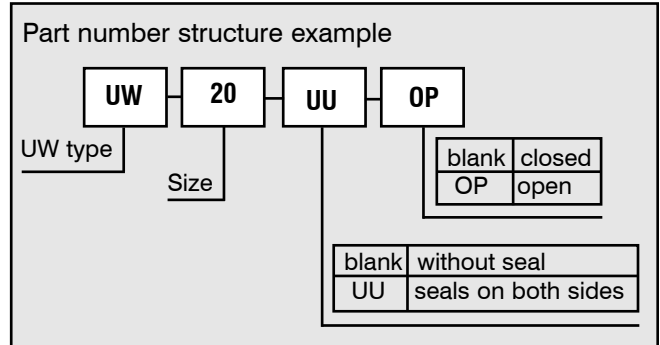 Part number structure example
UW - 20 - UU - OP
UW type
Size
blank closed
OP open
blank without seal
UU seals on both sides